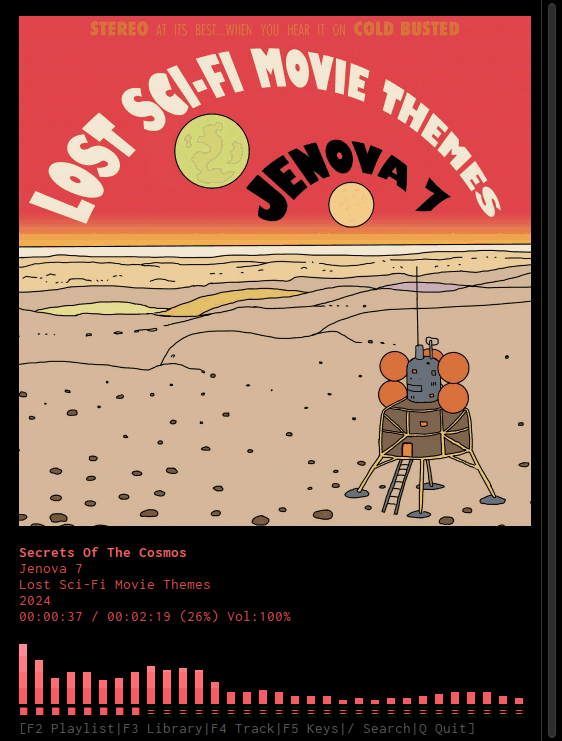 STEREO AT ITS BEST...WHEN YOU HEAR IT ON COLD BUSTED
LOST SCI-FI MOVIE THEMES
JENOVA 7
Secrets Of The Cosmos
Jenova 7
Lost Sci-Fi Movie Themes
2024
00:00:37 / 00:02:19 (26%) Vol:100%
[F2 Playlist|F3 Library|F4 Track|F5 Keys|/ Search|Q Quit]